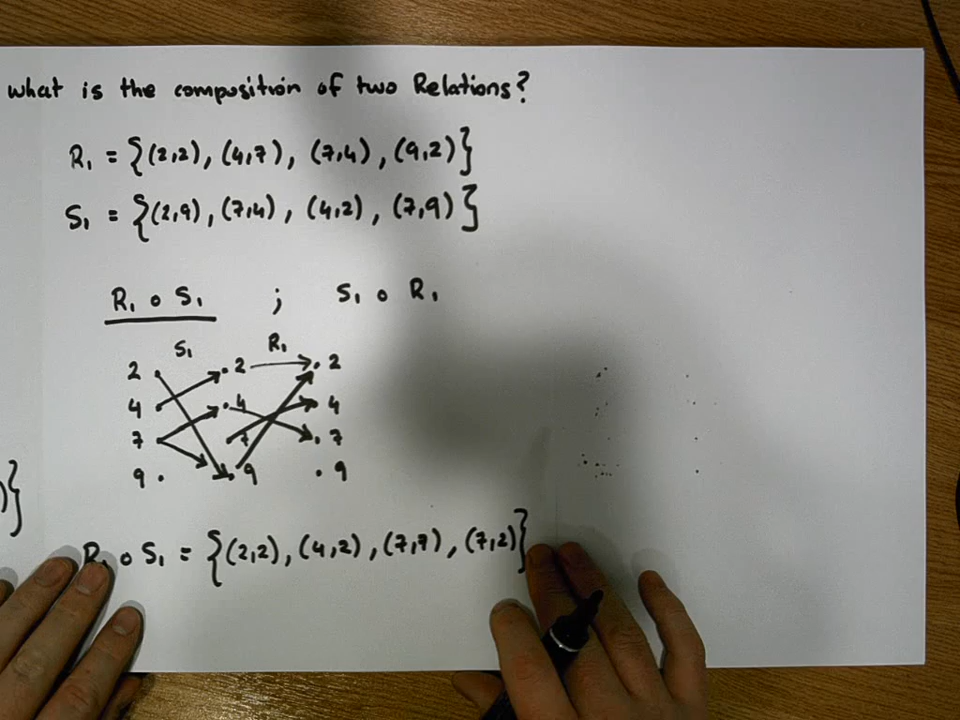 what is the composition of two Relations?
R₁ = {(2,2), (4,7), (7,4), (9,2)}
S₁ = {(2,9), (7,4), (4,2), (7,9)}
R₁ ∘ S₁ ; S₁ ∘ R₁
S₁ R₁
2 2 2
4 4 4
7 7 7
9 9 9
)}
R₁ ∘ S₁ = {(2,2), (4,2), (7,7), (7,2)}